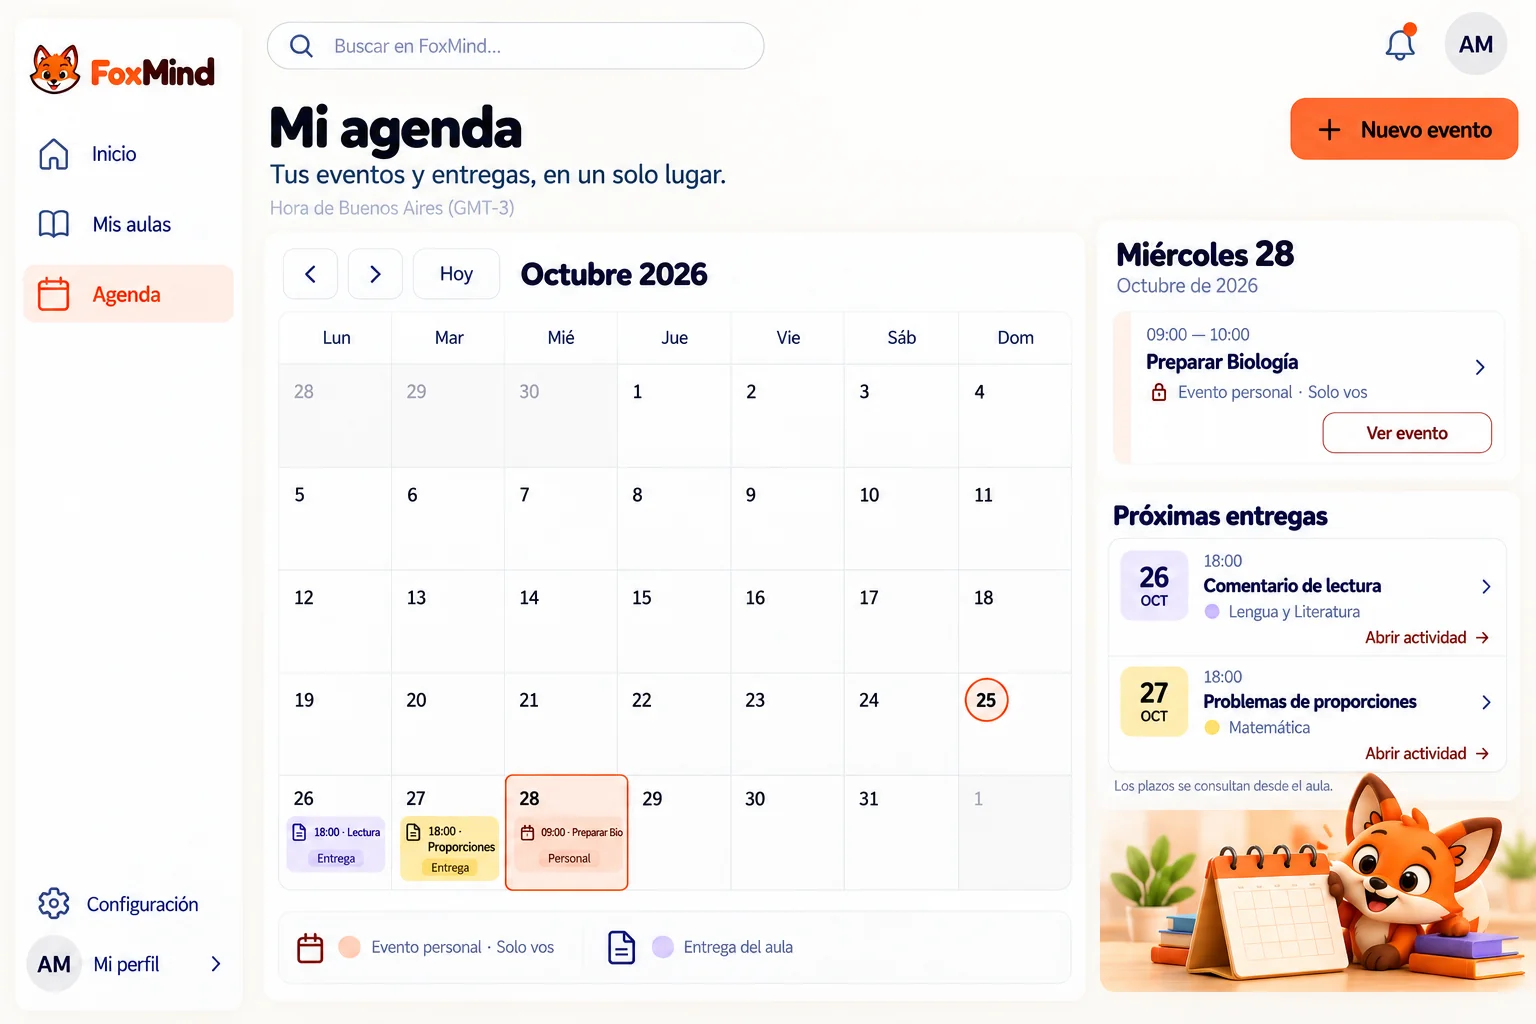 FoxMind
Buscar en FoxMind...
AM
Inicio
Mis aulas
Agenda
Configuración
AM
Mi perfil
Mi agenda
Tus eventos y entregas, en un solo lugar.
Hora de Buenos Aires (GMT-3)
+ Nuevo evento
Hoy
Octubre 2026
Lun Mar Mié Jue Vie Sáb Dom
28 29 30 1 2 3 4
5 6 7 8 9 10 11
12 13 14 15 16 17 18
19 20 21 22 23 24 25
26 27 28 29 30 31 1
18:00 · Lectura
Entrega
18:00 ·
Proporciones
Entrega
09:00 · Preparar Bio
Personal
Evento personal · Solo vos
Entrega del aula
Miércoles 28
Octubre de 2026
09:00 — 10:00
Preparar Biología
Evento personal · Solo vos
Ver evento
Próximas entregas
26
OCT
18:00
Comentario de lectura
Lengua y Literatura
Abrir actividad →
27
OCT
18:00
Problemas de proporciones
Matemática
Abrir actividad →
Los plazos se consultan desde el aula.